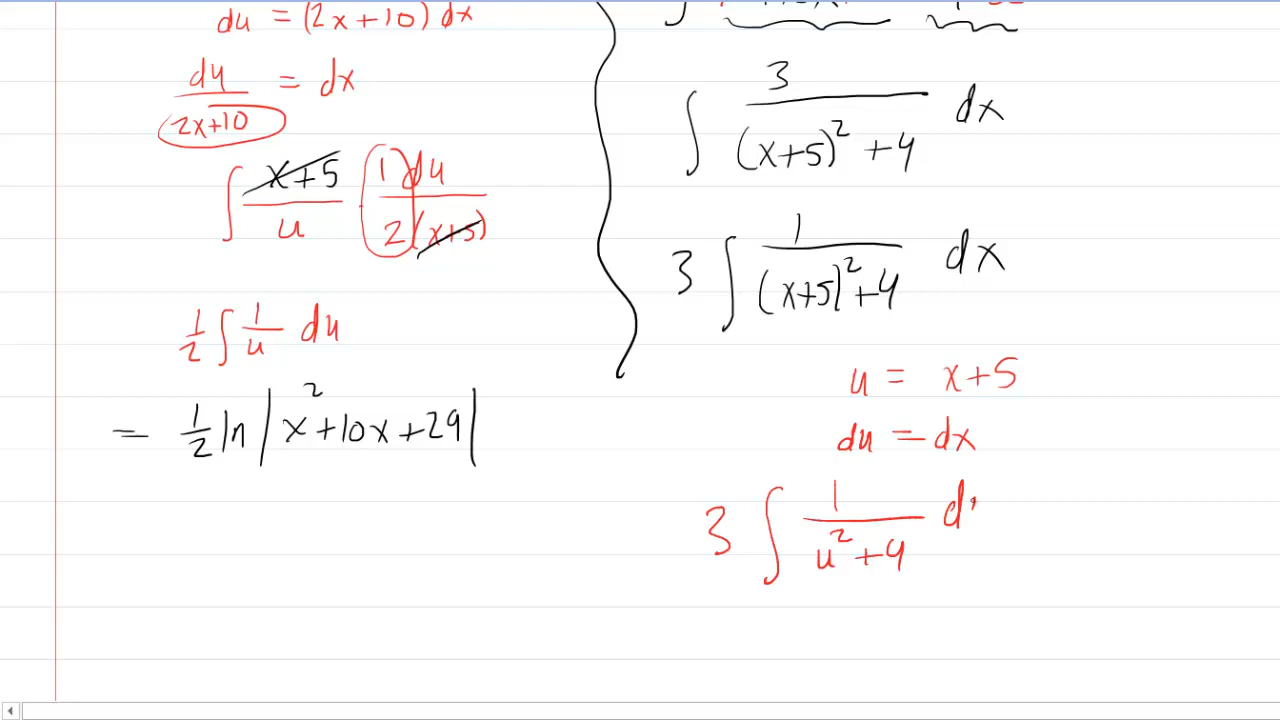 du = (2x+10) dx
du/(2x+10) = dx
∫ (x+5)/u · 1 du/(2(x+5))
1/2 ∫ 1/u du
= 1/2 ln |x²+10x+29|
∫ 3/((x+5)²+4) dx
3 ∫ 1/((x+5)²+4) dx
u = x+5
du = dx
3 ∫ 1/(u²+4) d